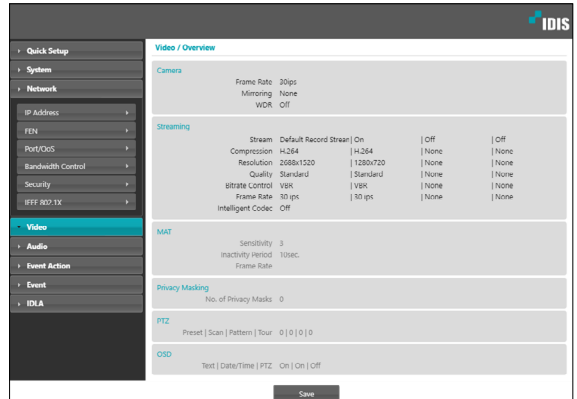 IDIS
Quick Setup
System
Network
IP Address
FEN
Port/QoS
Bandwidth Control
Security
IEEE 802.1X
Video
Audio
Event Action
Event
IDLA
Video / Overview
Camera
Frame Rate 30ips
Mirroring None
WDR Off
Streaming
Stream Default Record Stream | On | Off | Off
Compression H.264 | H.264 | None | None
Resolution 2688x1520 | 1280x720 | None | None
Quality Standard | Standard | None | None
Bitrate Control VBR | VBR | None | None
Frame Rate 30 ips | 30 ips | None | None
Intelligent Codec Off
MAT
Sensitivity 3
Inactivity Period 10sec.
Frame Rate
Privacy Masking
No. of Privacy Masks 0
PTZ
Preset | Scan | Pattern | Tour 0 | 0 | 0 | 0
OSD
Text | Date/Time | PTZ On | On | Off
Save